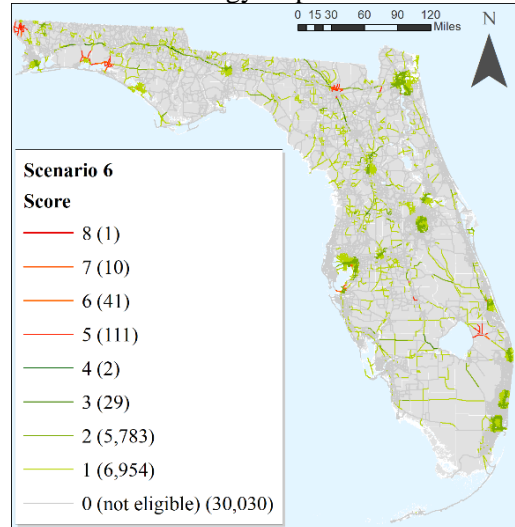 0 15 30 60 90 120
Miles
N
Scenario 6
Score
8 (1)
7 (10)
6 (41)
5 (111)
4 (2)
3 (29)
2 (5,783)
1 (6,954)
0 (not eligible) (30,030)